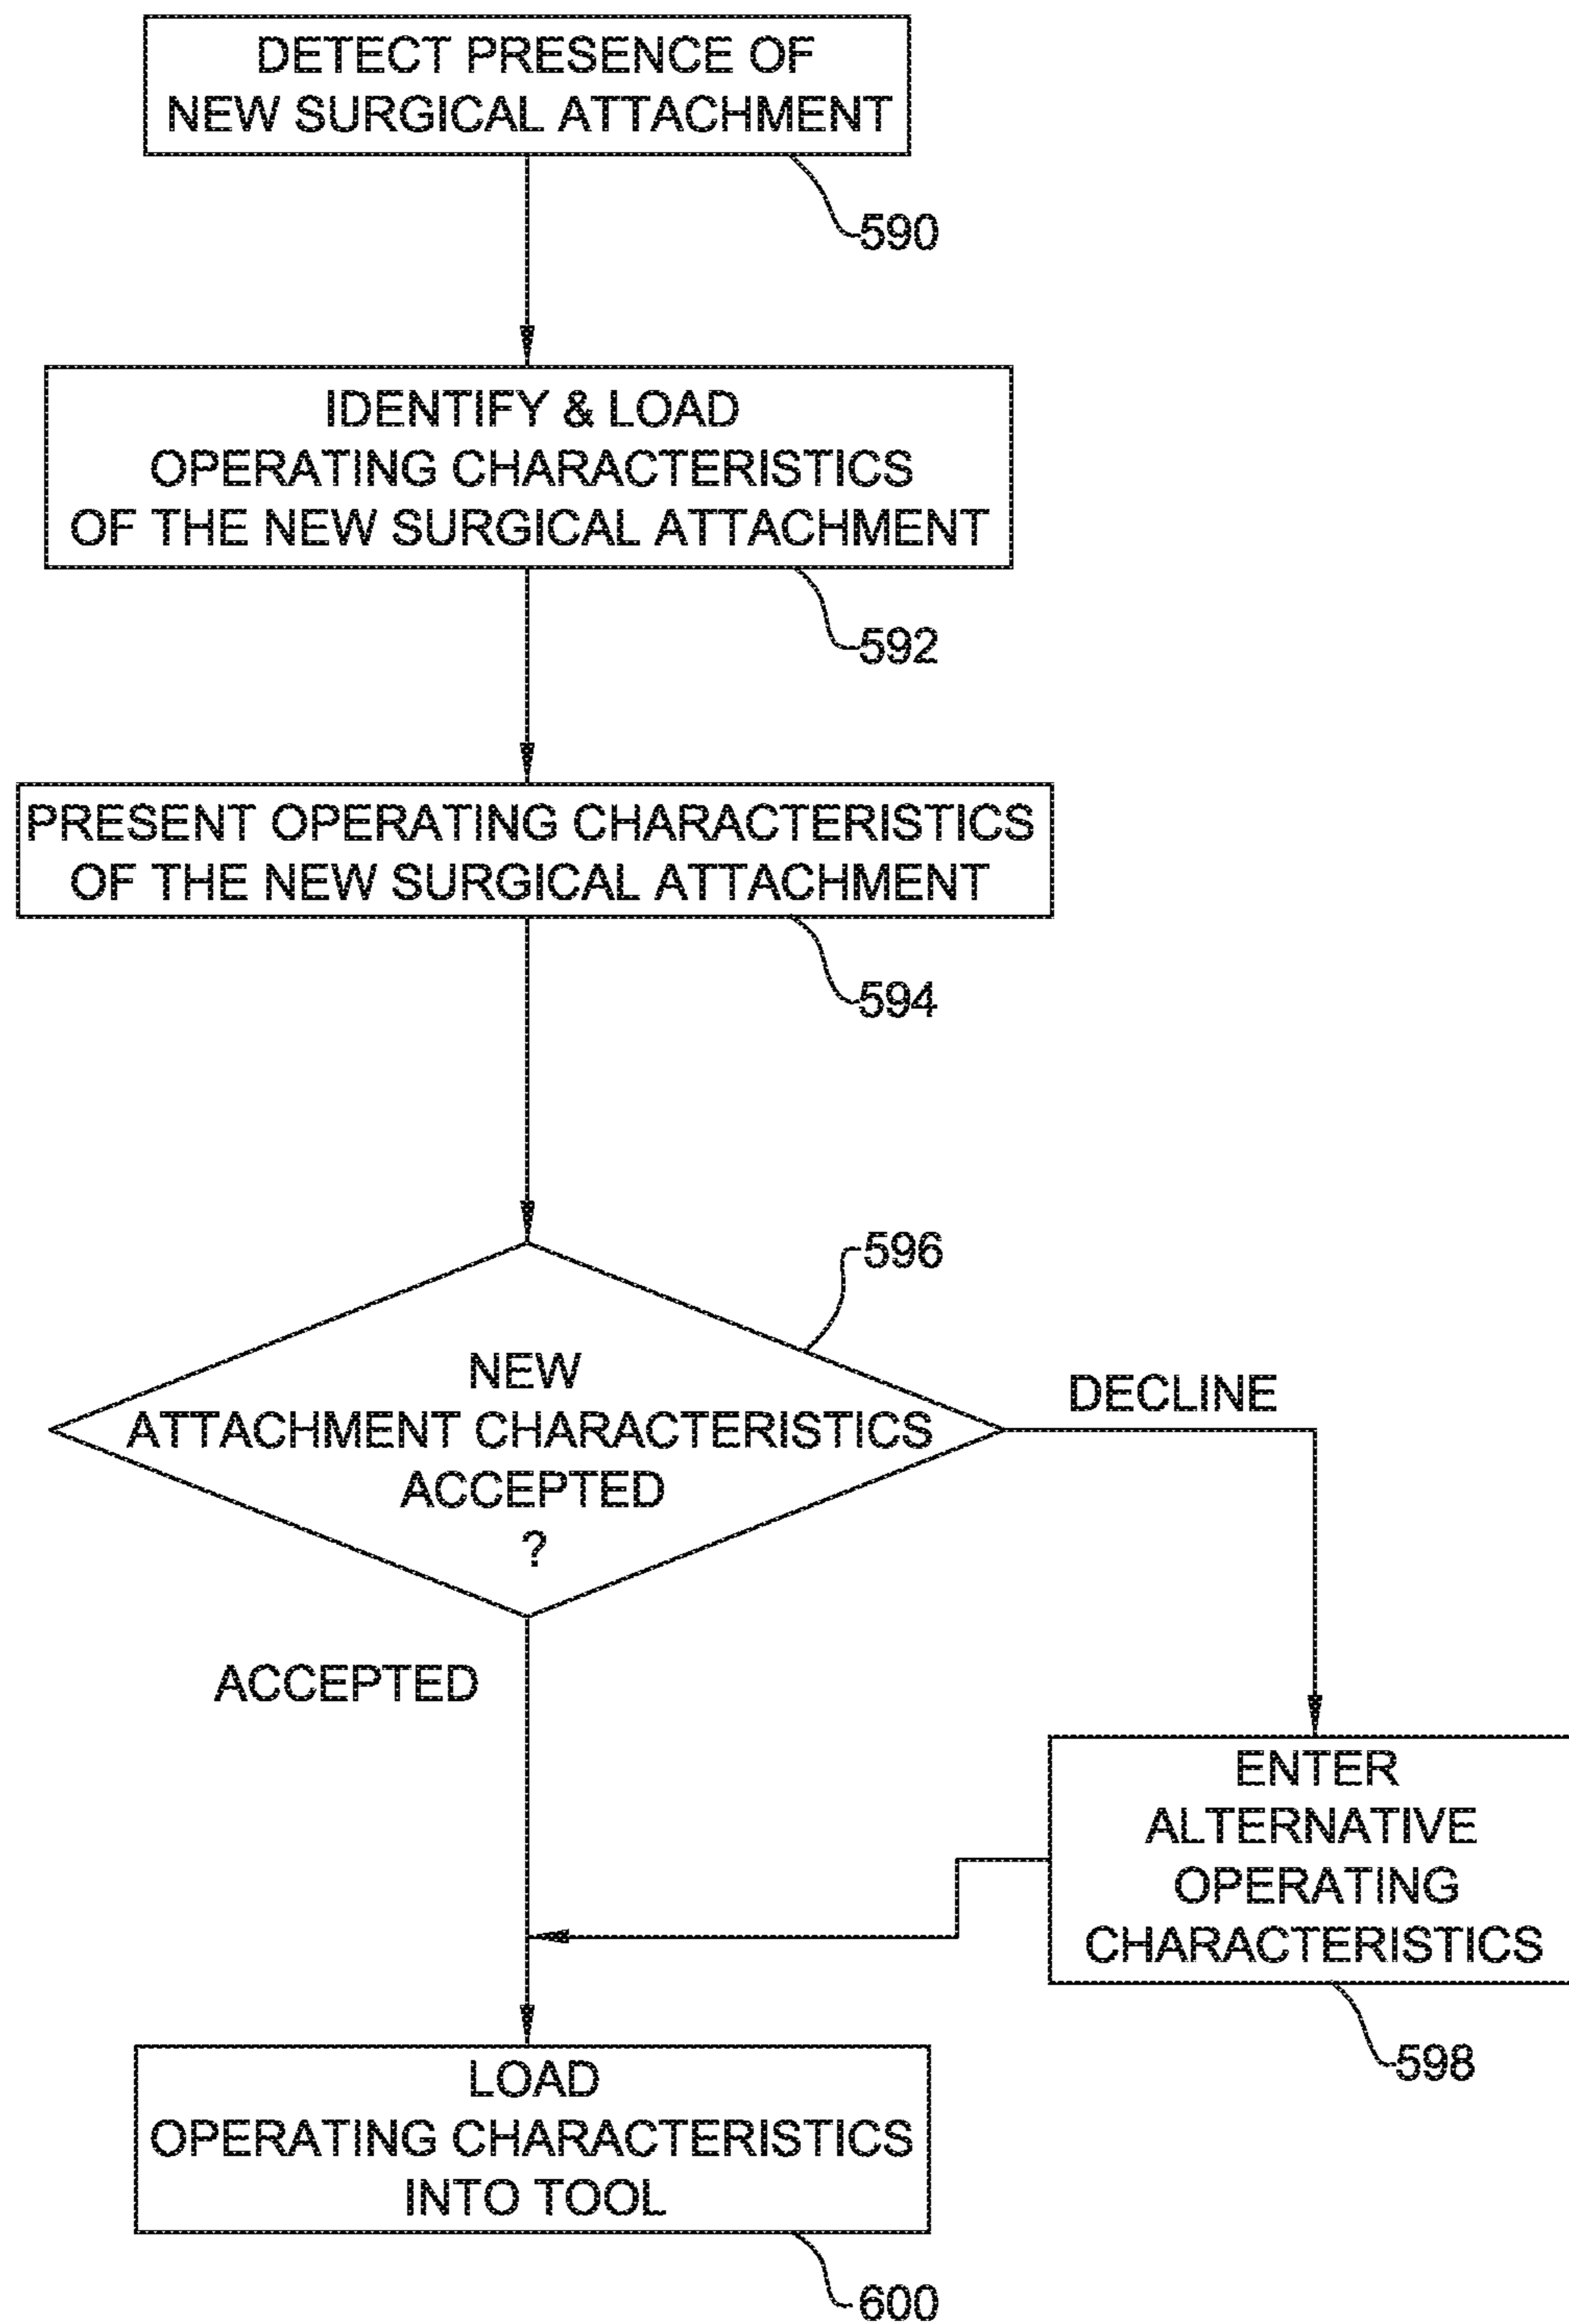 DETECT PRESENCE OF
NEW SURGICAL ATTACHMENT
590
IDENTIFY & LOAD
OPERATING CHARACTERISTICS
OF THE NEW SURGICAL ATTACHMENT
592
PRESENT OPERATING CHARACTERISTICS
OF THE NEW SURGICAL ATTACHMENT
594
596
NEW
ATTACHMENT CHARACTERISTICS
ACCEPTED
?
DECLINE
ACCEPTED
ENTER
ALTERNATIVE
OPERATING
CHARACTERISTICS
598
LOAD
OPERATING CHARACTERISTICS
INTO TOOL
600